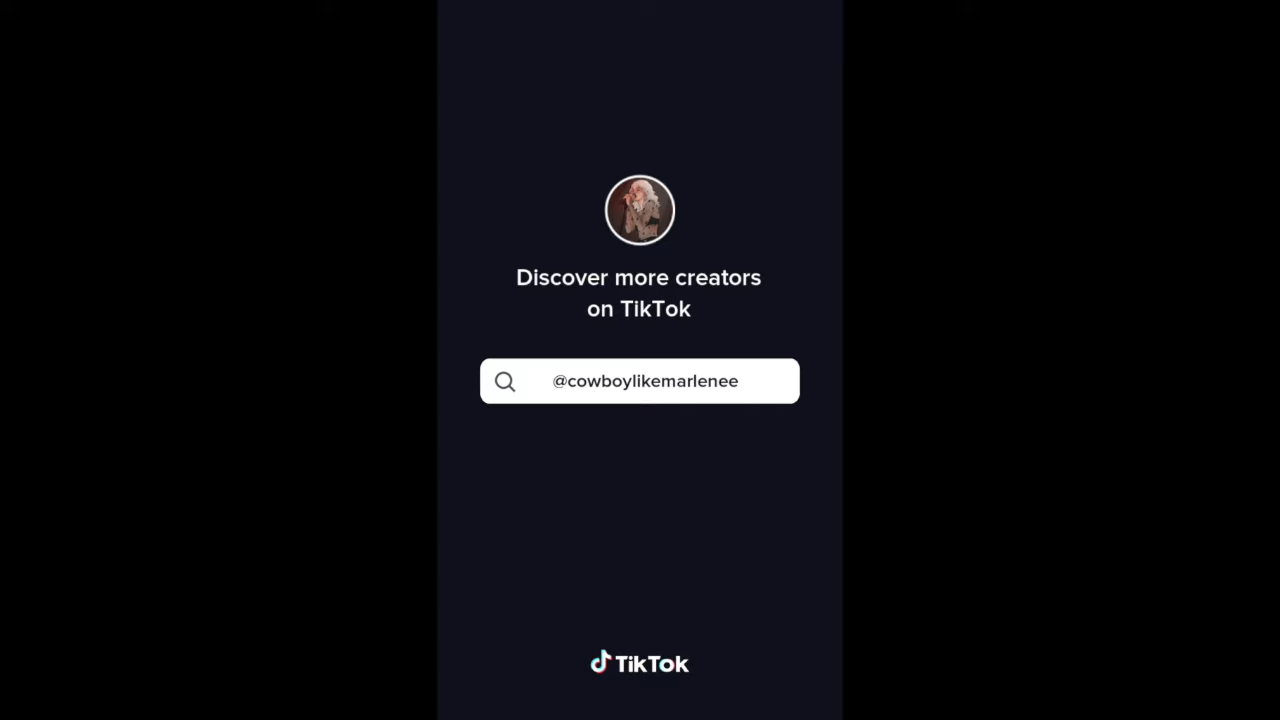 Discover more creators
on TikTok
@cowboylikemarlenee
TikTok